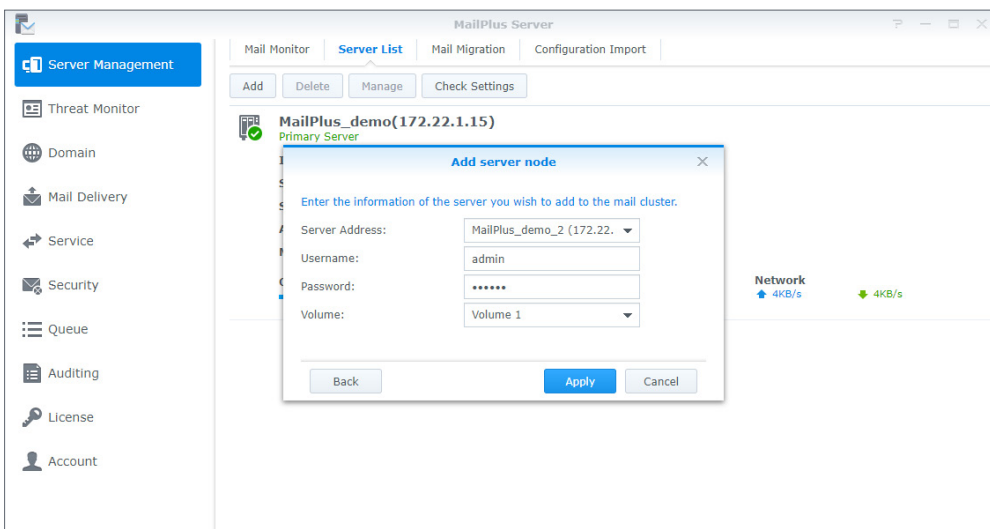 MailPlus Server
Server Management
Threat Monitor
Domain
Mail Delivery
Service
Security
Queue
Auditing
License
Account
Mail Monitor
Server List
Mail Migration
Configuration Import
Add
Delete
Manage
Check Settings
MailPlus_demo(172.22.1.15)
Primary Server
Add server node
Enter the information of the server you wish to add to the mail cluster.
Server Address: MailPlus_demo_2 (172.22.
Username: admin
Password: ••••••
Volume: Volume 1
Back
Apply
Cancel
Network
4KB/s 4KB/s